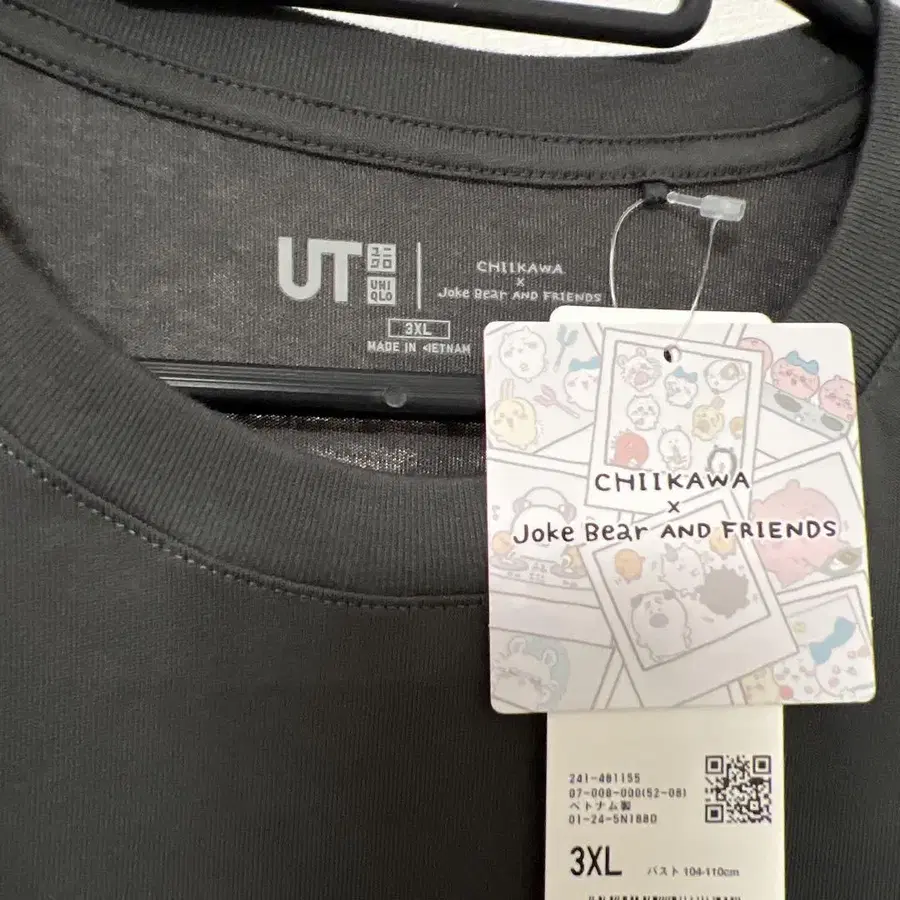 UT
ユニクロ
UNI
QLO
CHIIKAWA
x
Joke Bear AND FRIENDS
3XL
MADE IN VIETNAM
CHIIKAWA
x
Joke Bear AND FRIENDS
241-481155
07-008-000(52-08)
ベトナム製
01-24-5N188D
3XL バスト 104-110cm